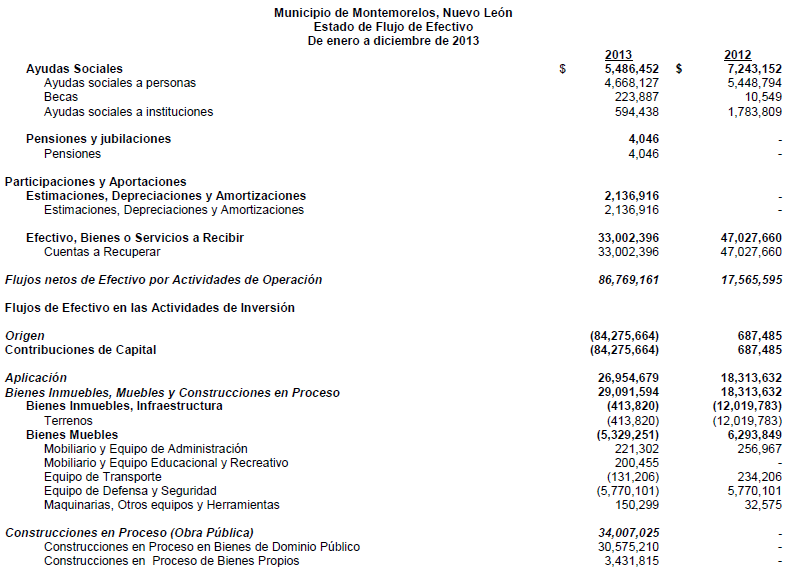 Municipio de Montemorelos, Nuevo León
Estado de Flujo de Efectivo
De enero a diciembre de 2013
2013 2012
Ayudas Sociales $ 5,486,452 $ 7,243,152
Ayudas sociales a personas 4,668,127 5,448,794
Becas 223,887 10,549
Ayudas sociales a instituciones 594,438 1,783,809
Pensiones y jubilaciones 4,046 -
Pensiones 4,046 -
Participaciones y Aportaciones
Estimaciones, Depreciaciones y Amortizaciones 2,136,916 -
Estimaciones, Depreciaciones y Amortizaciones 2,136,916 -
Efectivo, Bienes o Servicios a Recibir 33,002,396 47,027,660
Cuentas a Recuperar 33,002,396 47,027,660
Flujos netos de Efectivo por Actividades de Operación 86,769,161 17,565,595
Flujos de Efectivo en las Actividades de Inversión
Origen (84,275,664) 687,485
Contribuciones de Capital (84,275,664) 687,485
Aplicación 26,954,679 18,313,632
Bienes Inmuebles, Muebles y Construcciones en Proceso 29,091,594 18,313,632
Bienes Inmuebles, Infraestructura (413,820) (12,019,783)
Terrenos (413,820) (12,019,783)
Bienes Muebles (5,329,251) 6,293,849
Mobiliario y Equipo de Administración 221,302 256,967
Mobiliario y Equipo Educacional y Recreativo 200,455 -
Equipo de Transporte (131,206) 234,206
Equipo de Defensa y Seguridad (5,770,101) 5,770,101
Maquinarias, Otros equipos y Herramientas 150,299 32,575
Construcciones en Proceso (Obra Pública) 34,007,025 -
Construcciones en Proceso en Bienes de Dominio Público 30,575,210 -
Construcciones en Proceso de Bienes Propios 3,431,815 -